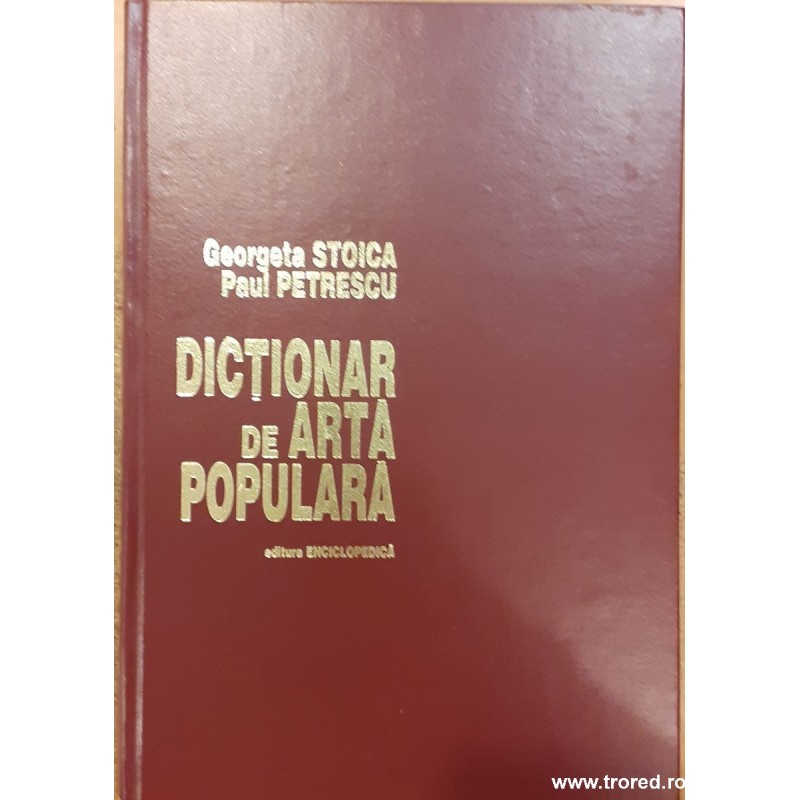 Georgeta STOICA
Paul PETRESCU
DICȚIONAR
DE ARTĂ
POPULARĂ
editura ENCICLOPEDICĂ
www.trored.ro